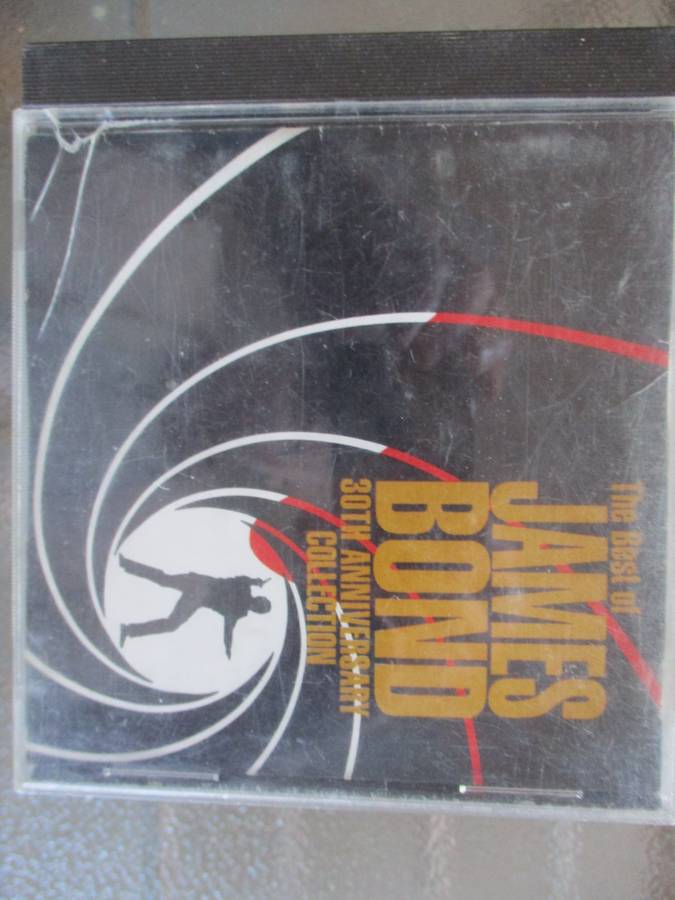 The Best of
JAMES
BOND
30TH ANNIVERSARY
COLLECTION